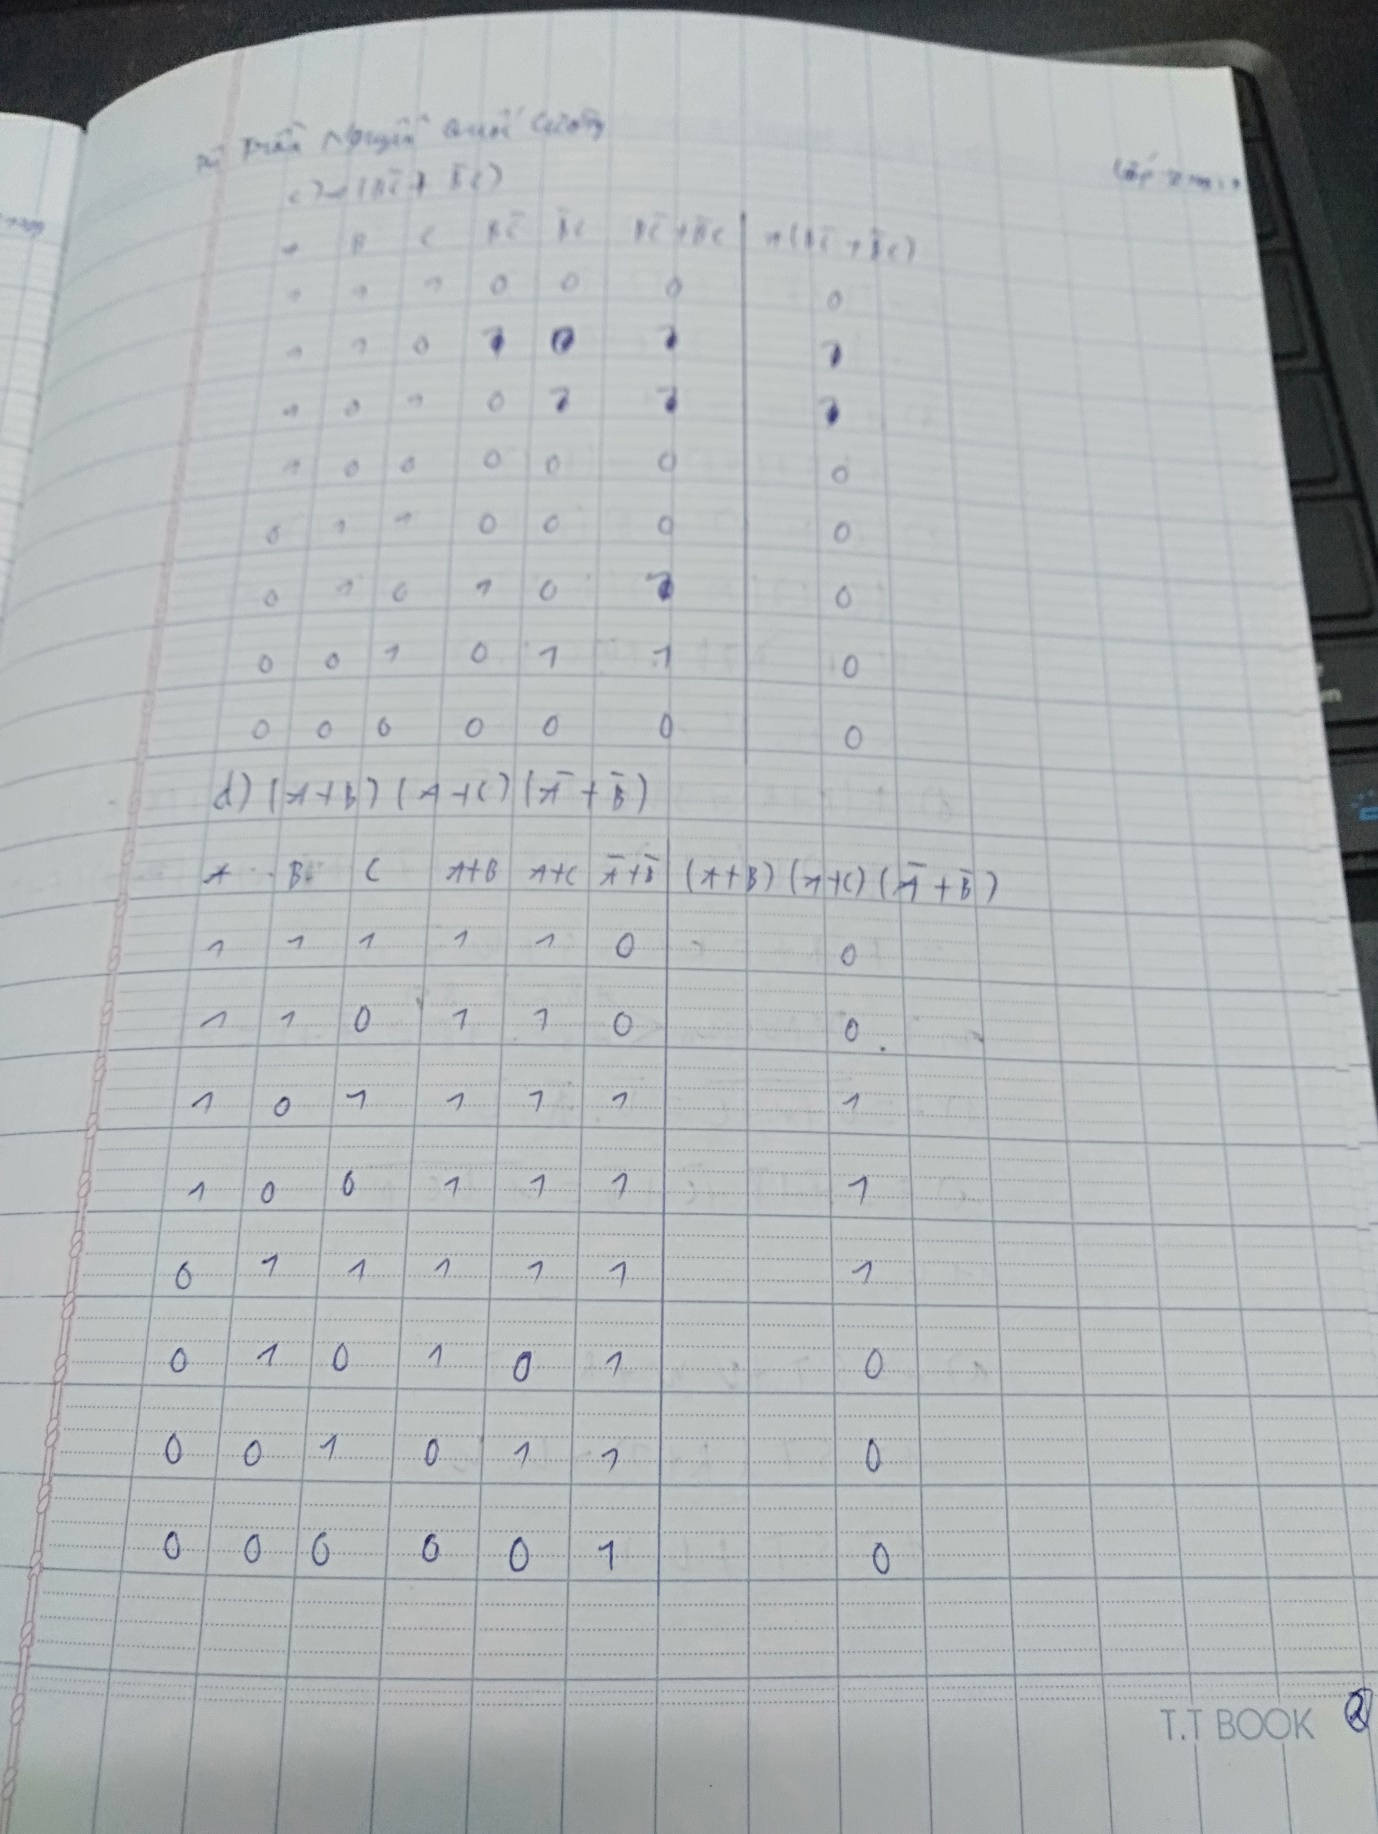 Trần Nguyễn Quốc Cường
c) A(BC̅ + B̅C)
A B C BC̅ B̅C BC̅ + B̅C A(BC̅ + B̅C)
1 1 1 0 0 0 0
1 1 0 1 0 1 1
1 0 1 0 1 1 1
1 0 0 0 0 0 0
0 1 1 0 0 0 0
0 1 0 1 0 1 0
0 0 1 0 1 1 0
0 0 0 0 0 0 0
d) (A+B) (A+C) (A̅ + B̅)
A B C A+B A+C A̅+B̅ (A+B) (A+C) (A̅ + B̅)
1 1 1 1 1 0 0
1 1 0 1 1 0 0
1 0 1 1 1 1 1
1 0 0 1 1 1 1
0 1 1 1 1 1 1
0 1 0 1 0 1 0
0 0 1 0 1 1 0
0 0 0 0 0 1 0
T.T BOOK 2